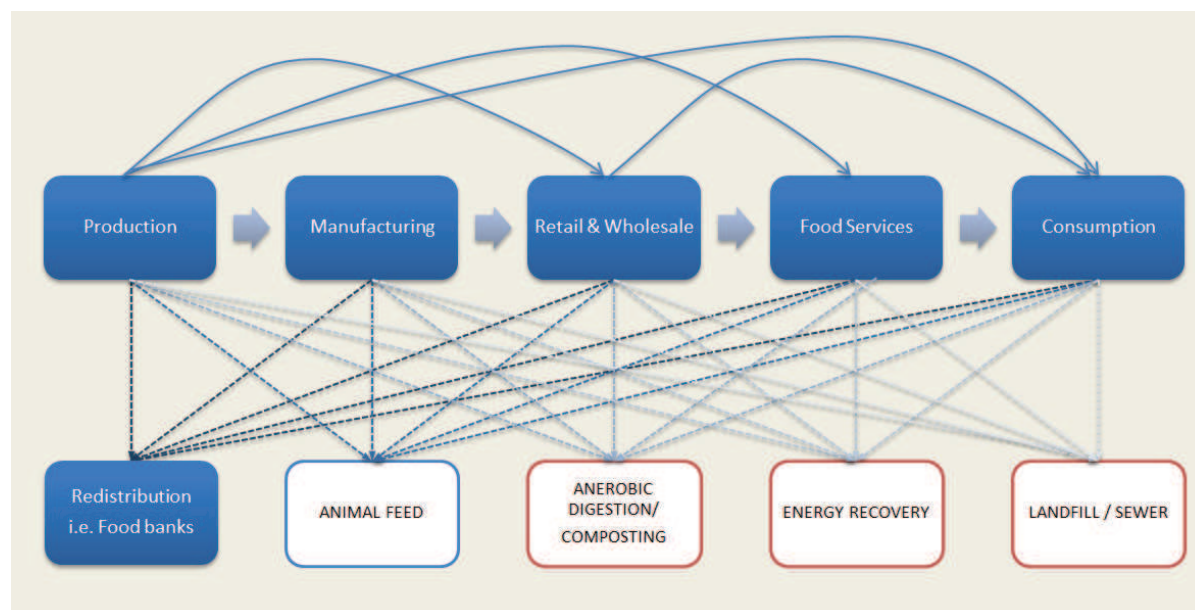 Production
Manufacturing
Retail & Wholesale
Food Services
Consumption
Redistribution
i.e. Food banks
ANIMAL FEED
ANEROBIC
DIGESTION/
COMPOSTING
ENERGY RECOVERY
LANDFILL / SEWER